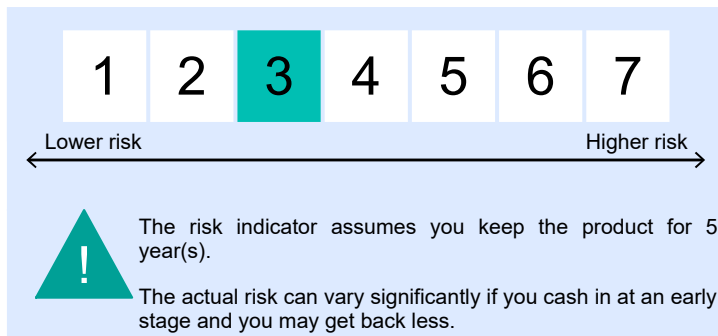 1 2 3 4 5 6 7
Lower risk Higher risk
The risk indicator assumes you keep the product for 5
year(s).
!
The actual risk can vary significantly if you cash in at an early
stage and you may get back less.